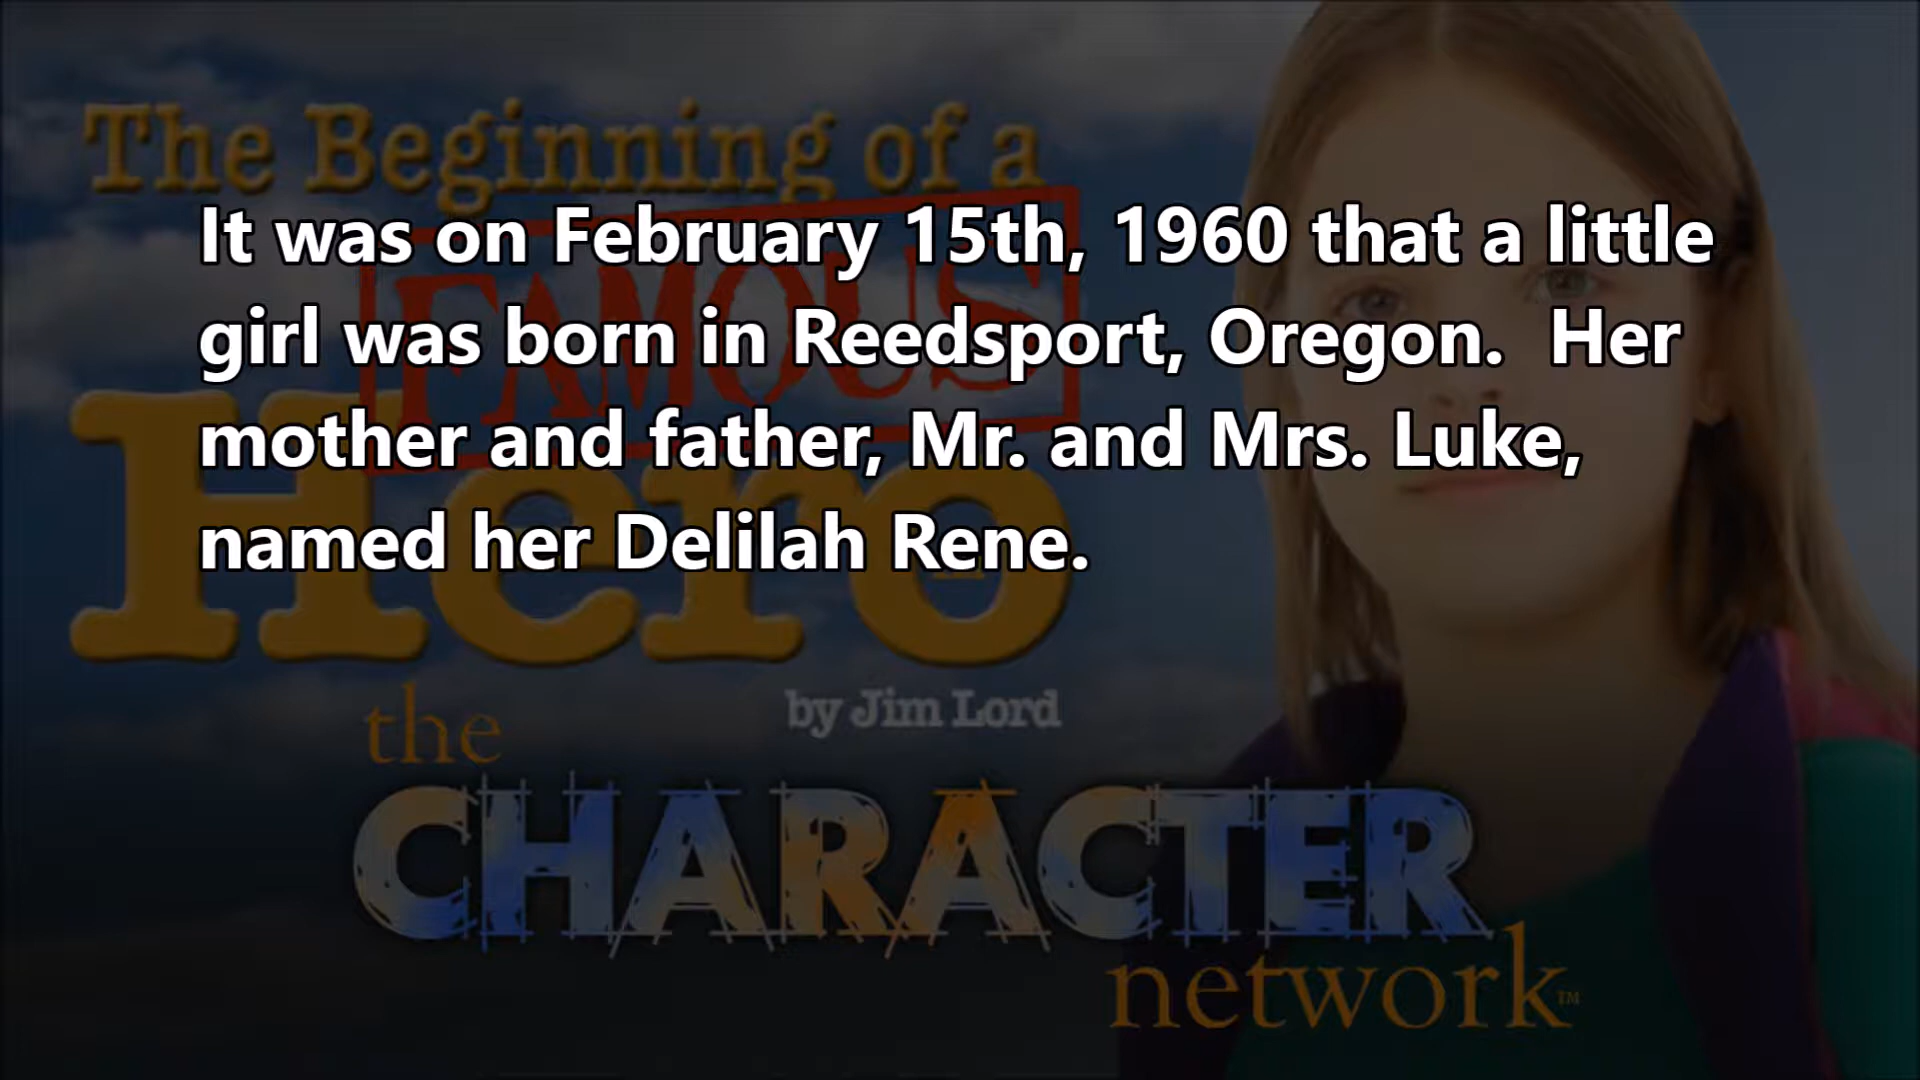 The Beginning of a
FAMOUS
Hero
by Jim Lord
It was on February 15th, 1960 that a little
girl was born in Reedsport, Oregon.  Her
mother and father, Mr. and Mrs. Luke,
named her Delilah Rene.
the
CHARACTER
network™